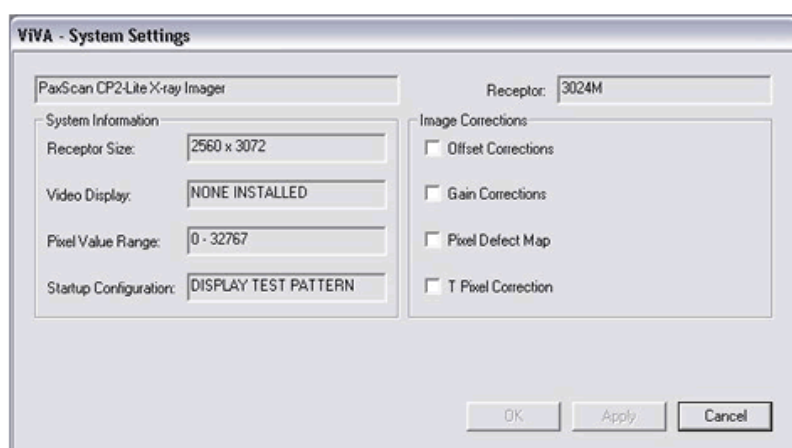 ViVA - System Settings
PaxScan CP2-Lite X-ray Imager
Receptor: 3024M
System Information
Receptor Size: 2560 x 3072
Video Display: NONE INSTALLED
Pixel Value Range: 0 - 32767
Startup Configuration: DISPLAY TEST PATTERN
Image Corrections
Offset Corrections
Gain Corrections
Pixel Defect Map
T Pixel Correction
OK Apply Cancel